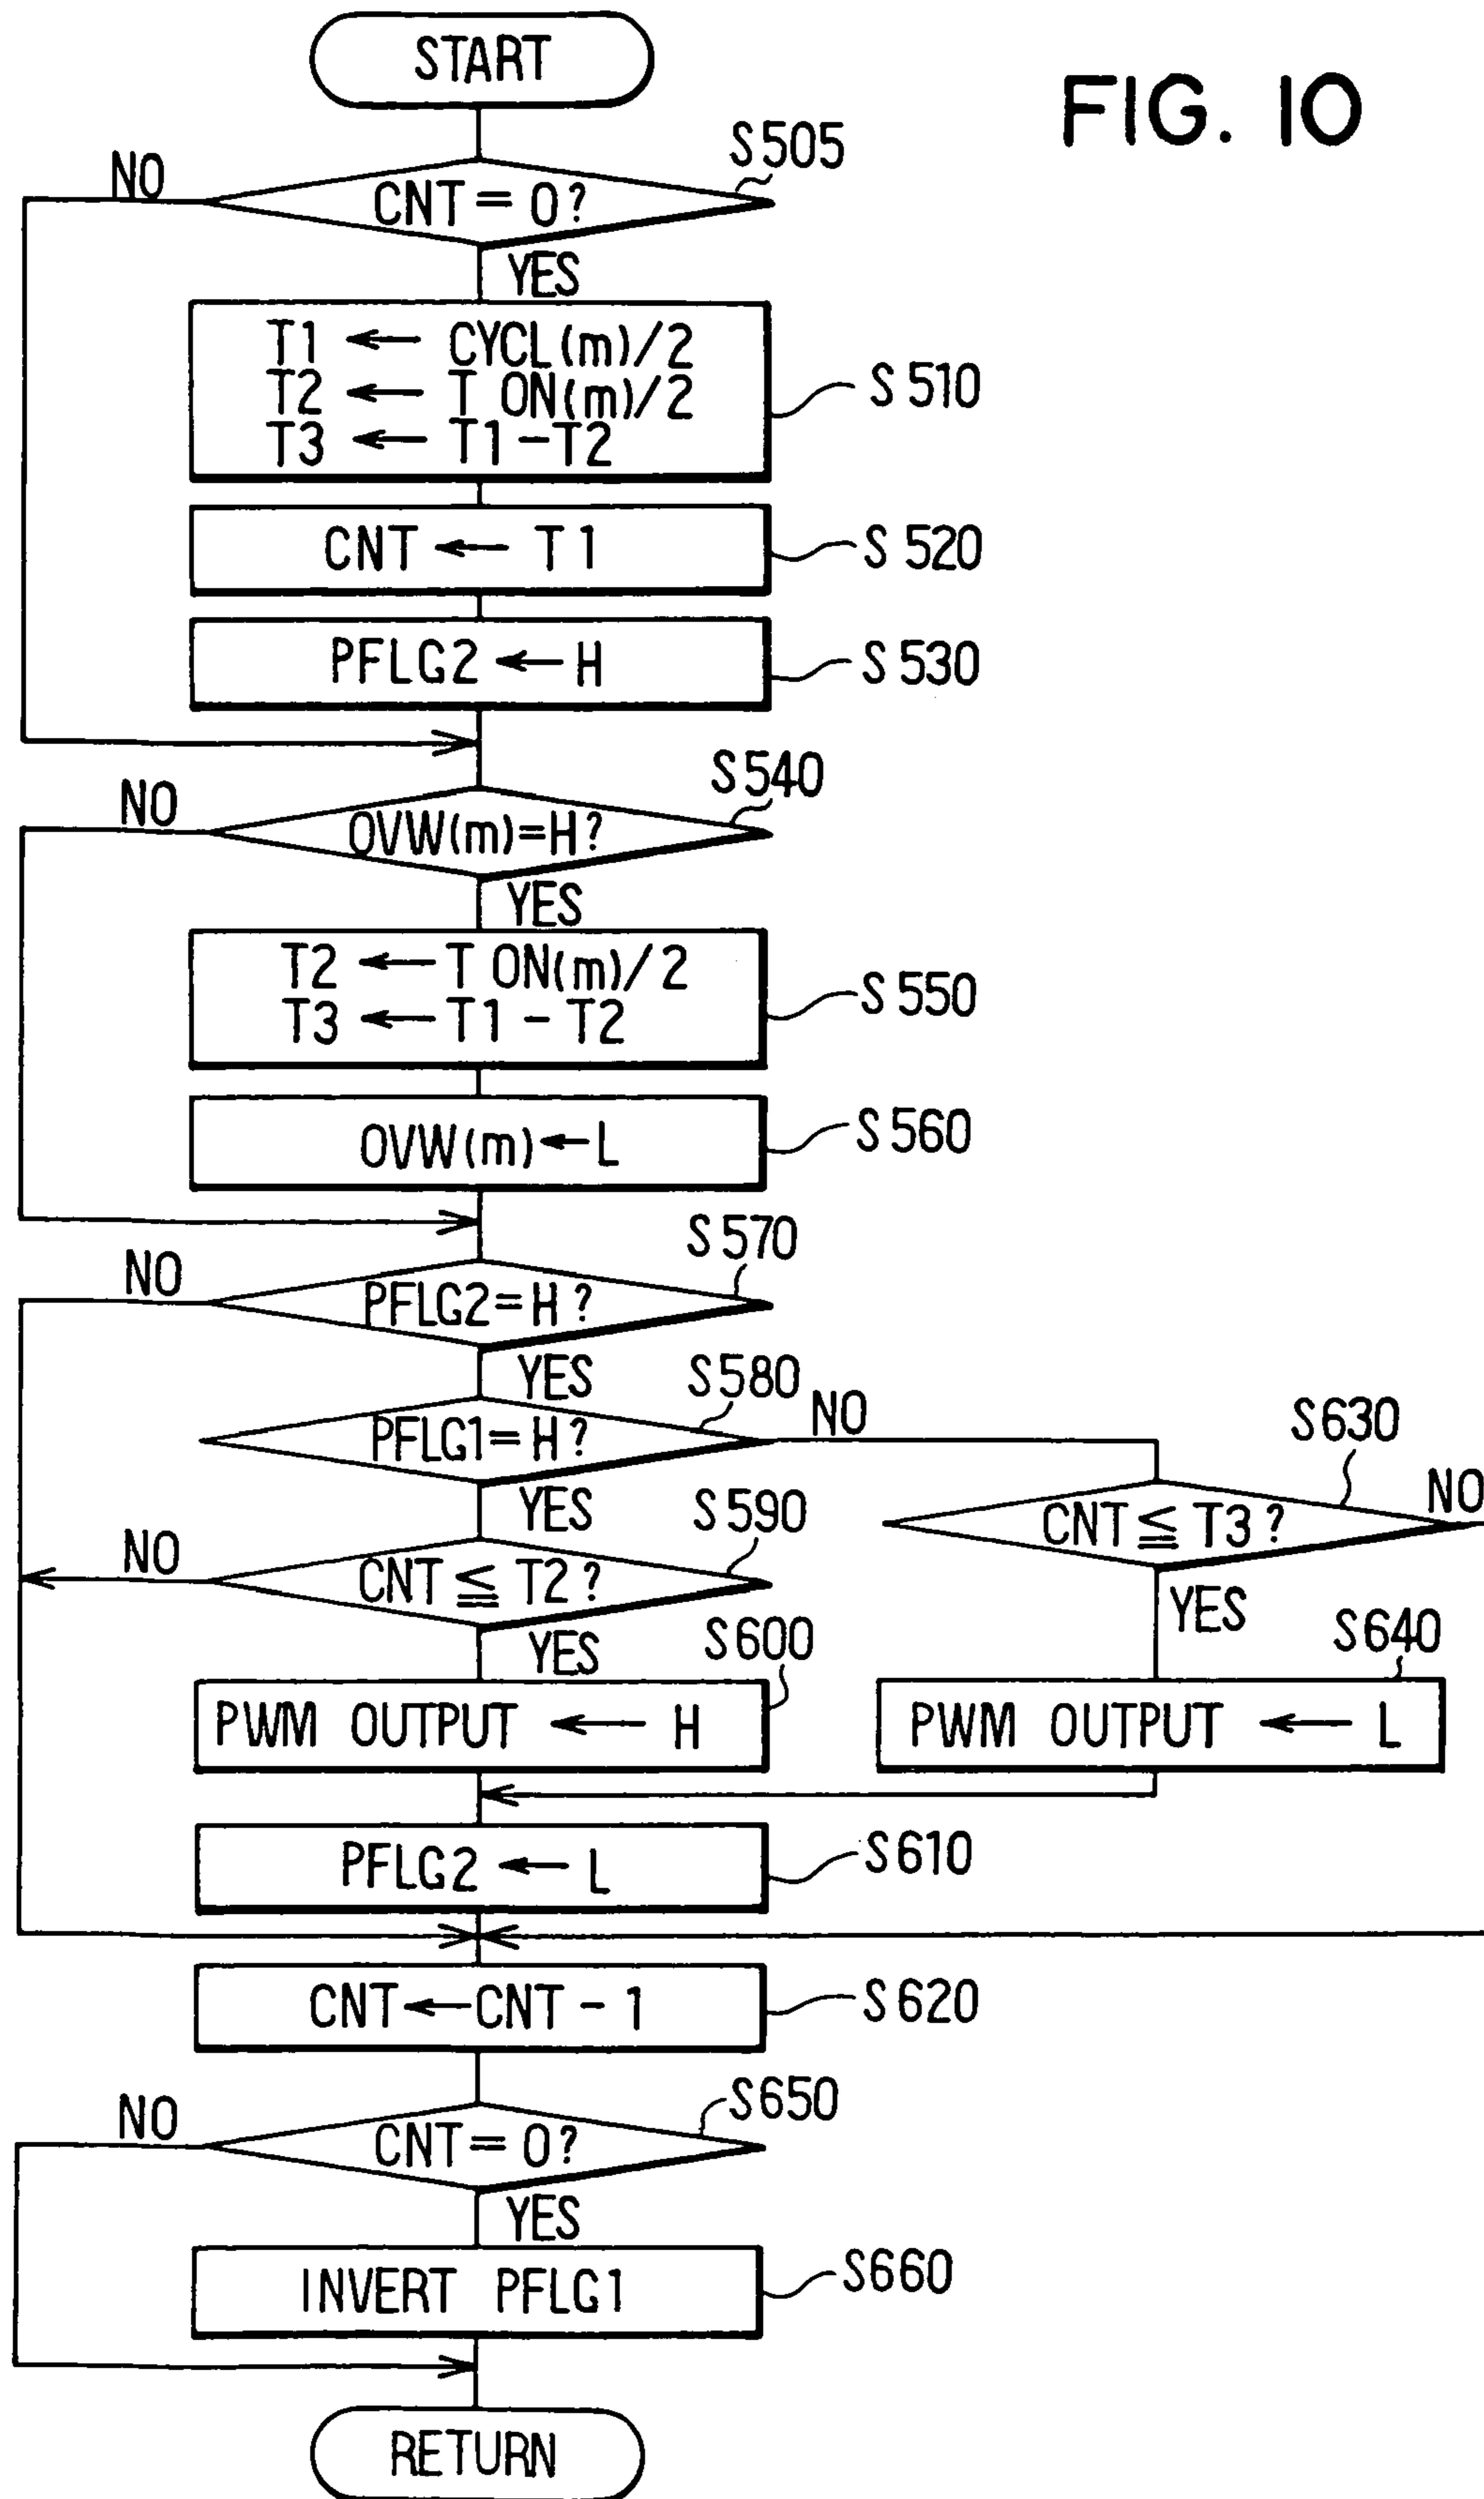 START
FIG. 10
S505
NO
CNT = 0?
YES
T1 ← CYCL(m)/2
T2 ← T ON(m)/2
T3 ← T1-T2
S510
CNT ← T1
S520
PFLG2 ← H
S530
S540
NO
OVW(m)=H?
YES
T2 ← T ON(m)/2
T3 ← T1-T2
S550
OVW(m) ← L
S560
S570
NO
PFLG2=H?
YES
S580
PFLG1=H?
NO
S630
YES
CNT ≦ T3?
NO
S590
NO
CNT ≦ T2?
YES
YES
S600
S640
PWM OUTPUT ← H
PWM OUTPUT ← L
PFLG2 ← L
S610
CNT ← CNT - 1
S620
S650
NO
CNT = 0?
YES
INVERT PFLG1
S660
RETURN